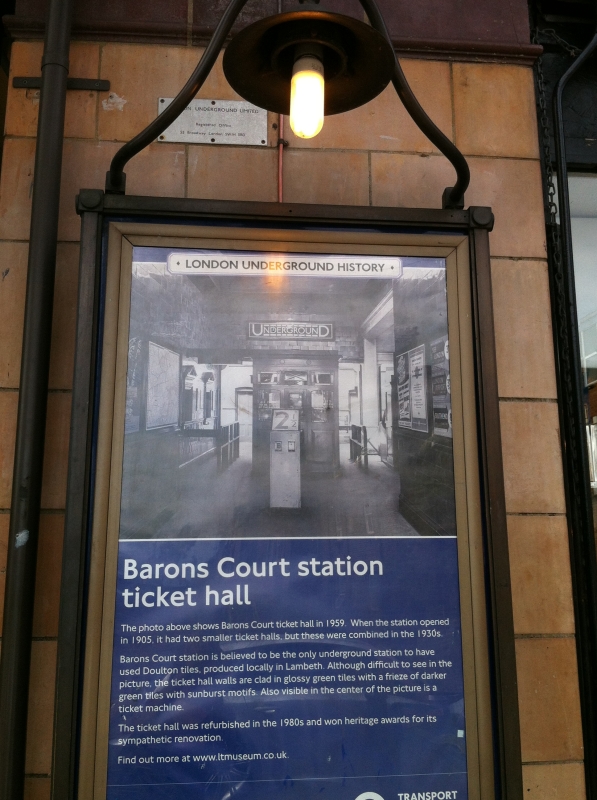 UNDERGROUND LIMITED
LONDON UNDERGROUND HISTORY
UNDERGROUND
2
Barons Court station
ticket hall
The photo above shows Barons Court ticket hall in 1959. When the station opened
in 1905, it had two smaller ticket halls, but these were combined in the 1930s.
Barons Court station is believed to be the only underground station to have
used Doulton tiles, produced locally in Lambeth. Although difficult to see in the
picture, the ticket hall walls are clad in glossy green tiles with a frieze of darker
green tiles with sunburst motifs. Also visible in the center of the picture is a
ticket machine.
The ticket hall was refurbished in the 1980s and won heritage awards for its
sympathetic renovation.
Find out more at www.ltmuseum.co.uk.
TRANSPORT